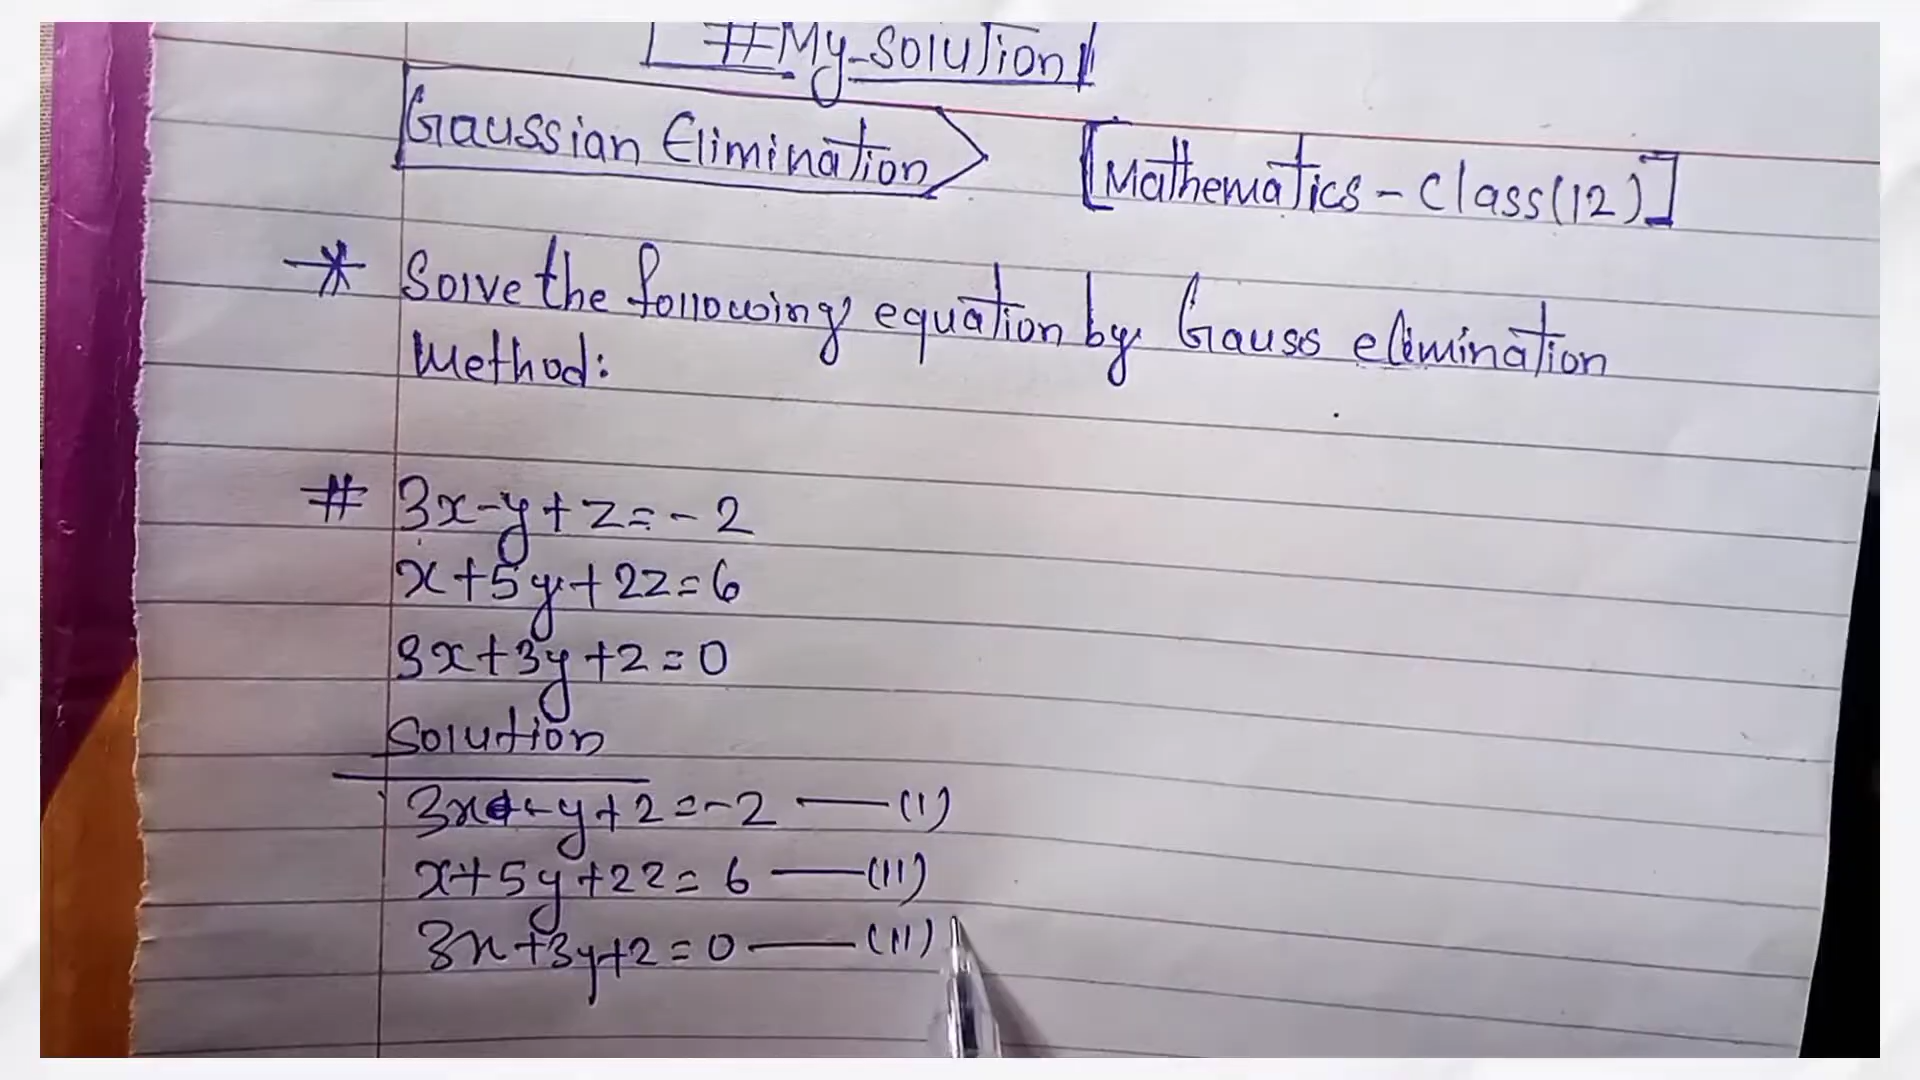 #My-solution
Gaussian Elimination [Mathematics - Class(12)]
* Solve the following equation by Gauss elimination
Method:
# 3x-y+z=-2
x+5y+2z=6
3x+3y+z=0
Solution
3x-y+z=-2 —(I)
x+5y+2z=6 —(II)
3x+3y+z=0 —(II)